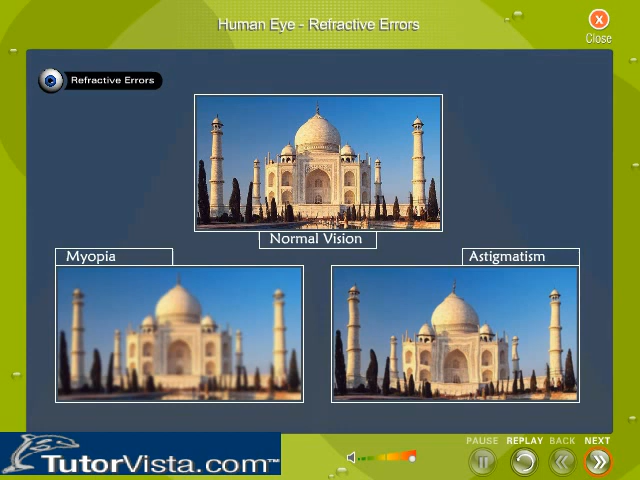 Human Eye - Refractive Errors
x
Close
Refractive Errors
Normal Vision
Myopia
Astigmatism
PAUSE REPLAY BACK NEXT
TutorVista.com™